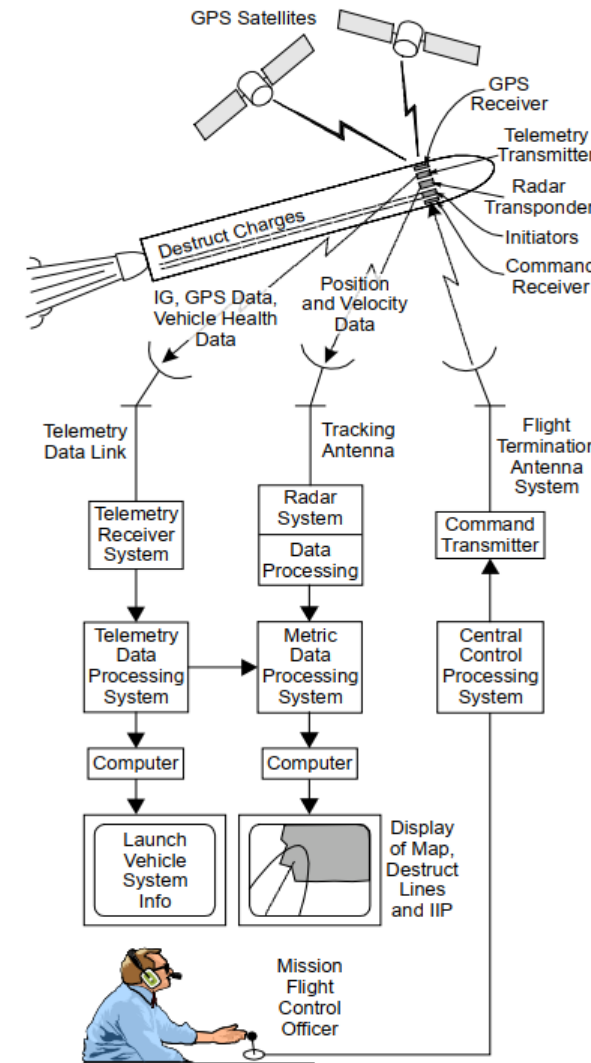 GPS Satellites
GPS
Receiver
Telemetry
Transmitter
Radar
Transponder
Initiators
Command
Receiver
Destruct Charges
IG, GPS Data,
Vehicle Health
Data
Position
and Velocity
Data
Telemetry
Data Link
Tracking
Antenna
Flight
Termination
Antenna
System
Telemetry
Receiver
System
Radar
System
Data
Processing
Command
Transmitter
Telemetry
Data
Processing
System
Metric
Data
Processing
System
Central
Control
Processing
System
Computer
Computer
Launch
Vehicle
System
Info
Display
of Map,
Destruct
Lines
and IIP
Mission
Flight
Control
Officer